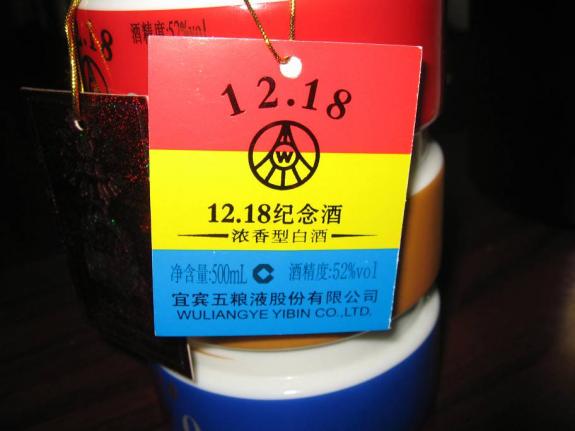 酒精度:52%vol
12.18
12.18
W
12.18纪念酒
浓香型白酒
净含量:500mL 酒精度:52%vol
宜宾五粮液股份有限公司
WULIANGYE YIBIN CO.,LTD.